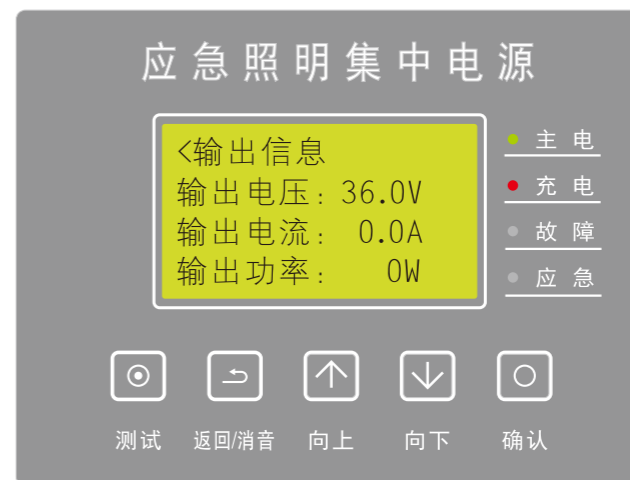 应急照明集中电源
<输出信息
输出电压: 36.0V
输出电流: 0.0A
输出功率: 0W
主电
充电
故障
应急
测试 返回/消音 向上 向下 确认